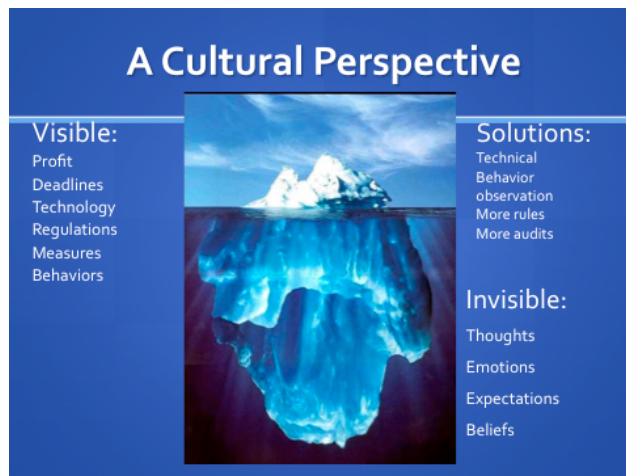 A Cultural Perspective
Visible:
Profit
Deadlines
Technology
Regulations
Measures
Behaviors
Solutions:
Technical
Behavior
observation
More rules
More audits
Invisible:
Thoughts
Emotions
Expectations
Beliefs